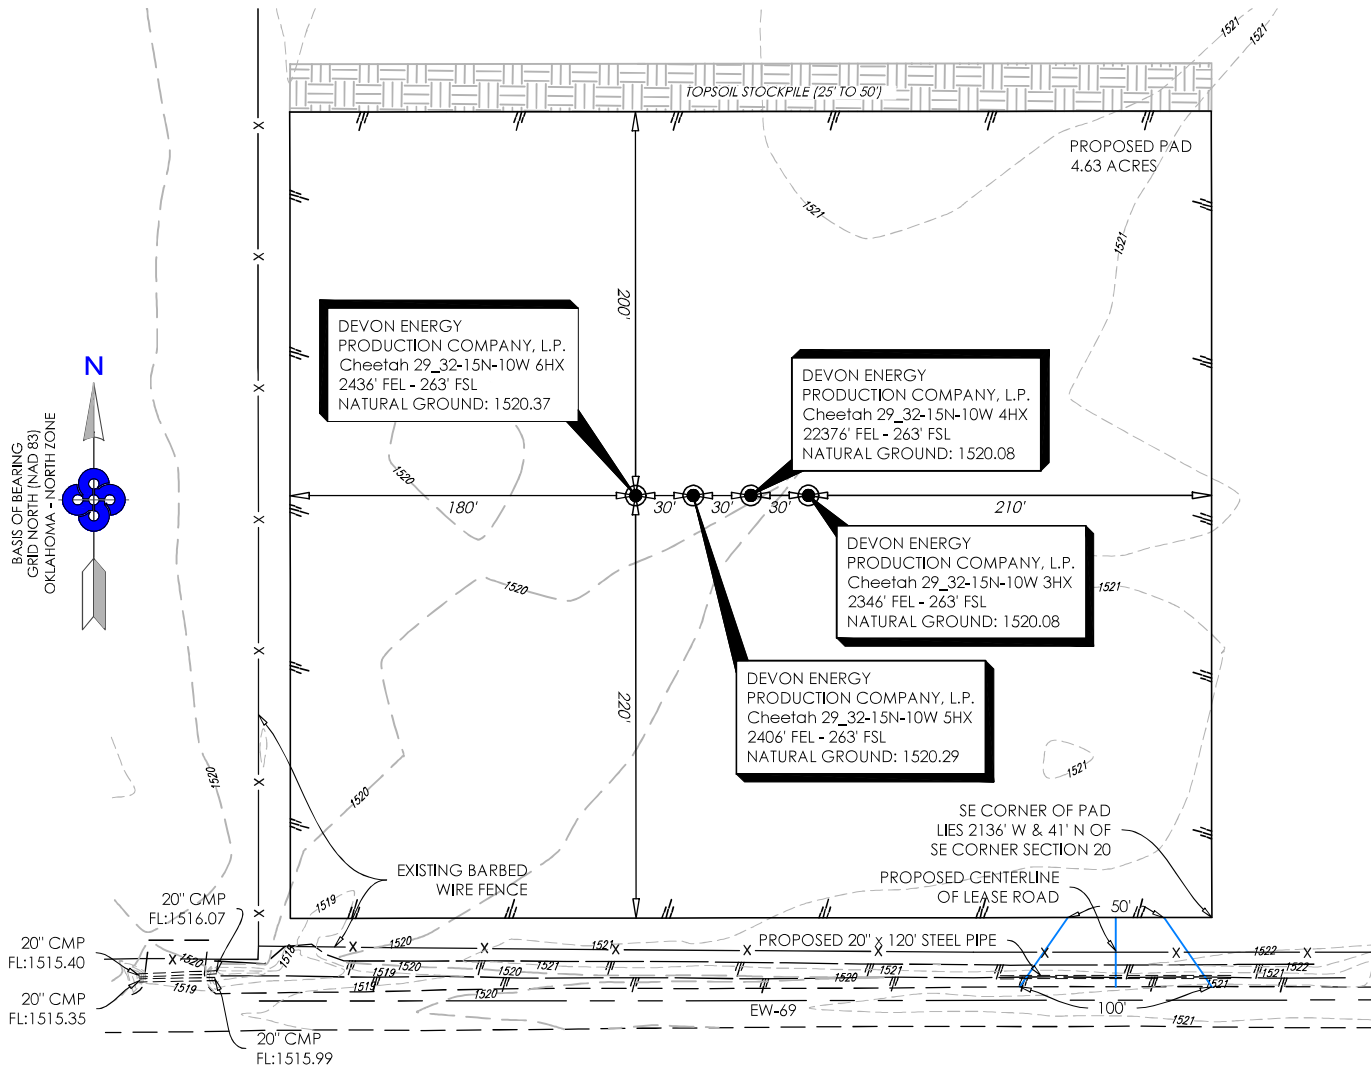 1521
1521
TOPSOIL STOCKPILE (25' TO 50')
PROPOSED PAD
4.63 ACRES
1521
1521
200'
DEVON ENERGY
PRODUCTION COMPANY, L.P.
Cheetah 29_32-15N-10W 6HX
2436' FEL - 263' FSL
NATURAL GROUND: 1520.37
DEVON ENERGY
PRODUCTION COMPANY, L.P.
Cheetah 29_32-15N-10W 4HX
22376' FEL - 263' FSL
NATURAL GROUND: 1520.08
N
BASIS OF BEARING
GRID NORTH (NAD 83)
OKLAHOMA - NORTH ZONE
1520
180'
30'
30'
30'
210'
DEVON ENERGY
PRODUCTION COMPANY, L.P.
Cheetah 29_32-15N-10W 3HX
2346' FEL - 263' FSL
NATURAL GROUND: 1520.08
1520
1521
DEVON ENERGY
PRODUCTION COMPANY, L.P.
Cheetah 29_32-15N-10W 5HX
2406' FEL - 263' FSL
NATURAL GROUND: 1520.29
220'
1520
1520
1521
SE CORNER OF PAD
LIES 2136' W & 41' N OF
SE CORNER SECTION 20
EXISTING BARBED
WIRE FENCE
PROPOSED CENTERLINE
OF LEASE ROAD
50'
20" CMP
FL:1516.07
1519
1518
1520
1521
PROPOSED 20" X 120' STEEL PIPE
1522
20" CMP
FL:1515.40
1520
1519
1519
1520
1521
1521
1520
1522
1521
1519
1520
1521
20" CMP
FL:1515.35
EW-69
100'
1521
20" CMP
FL:1515.99